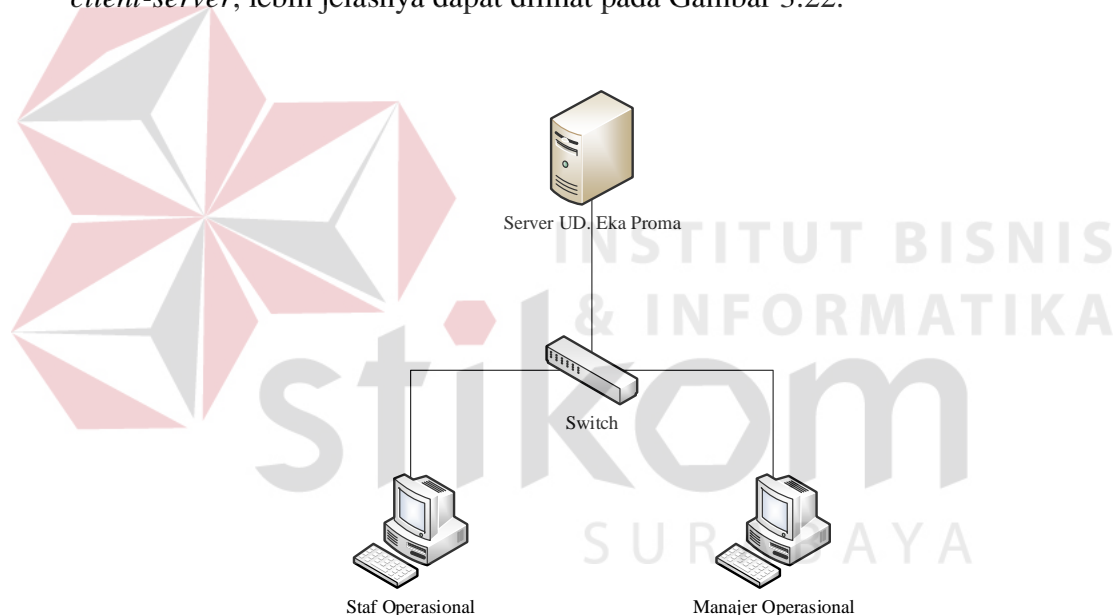 client-server, lebih jelasnya dapat dilihat pada Gambar 3.22.
Server UD. Eka Proma
INSTITUT BISNIS
& INFORMATIKA
stikom
Switch
SURABAYA
Staf Operasional
Manajer Operasional